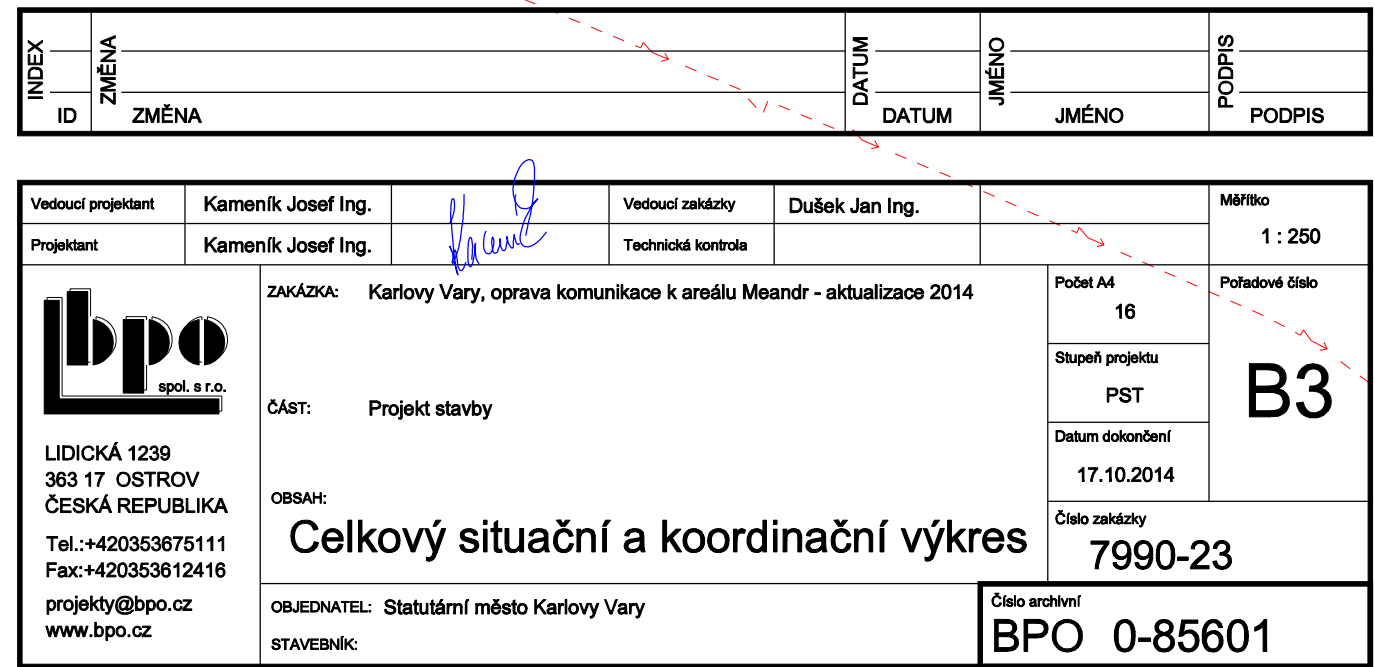 INDEX ZMĚNA DATUM JMÉNO PODPIS
ID ZMĚNA DATUM JMÉNO PODPIS
Vedoucí projektant Kameník Josef Ing. Vedoucí zakázky Dušek Jan Ing. Měřítko
Projektant Kameník Josef Ing. Technická kontrola 1 : 250
bpo
spol. s r.o.
LIDICKÁ 1239
363 17 OSTROV
ČESKÁ REPUBLIKA
Tel.:+420353675111
Fax:+420353612416
projekty@bpo.cz
www.bpo.cz
ZAKÁZKA: Karlovy Vary, oprava komunikace k areálu Meandr - aktualizace 2014
ČÁST: Projekt stavby
OBSAH:
Celkový situační a koordinační výkres
OBJEDNATEL: Statutární město Karlovy Vary
STAVEBNÍK:
Počet A4
16
Stupeň projektu
PST
Datum dokončení
17.10.2014
Pořadové číslo
B3
Číslo zakázky
7990-23
Číslo archivní
BPO 0-85601